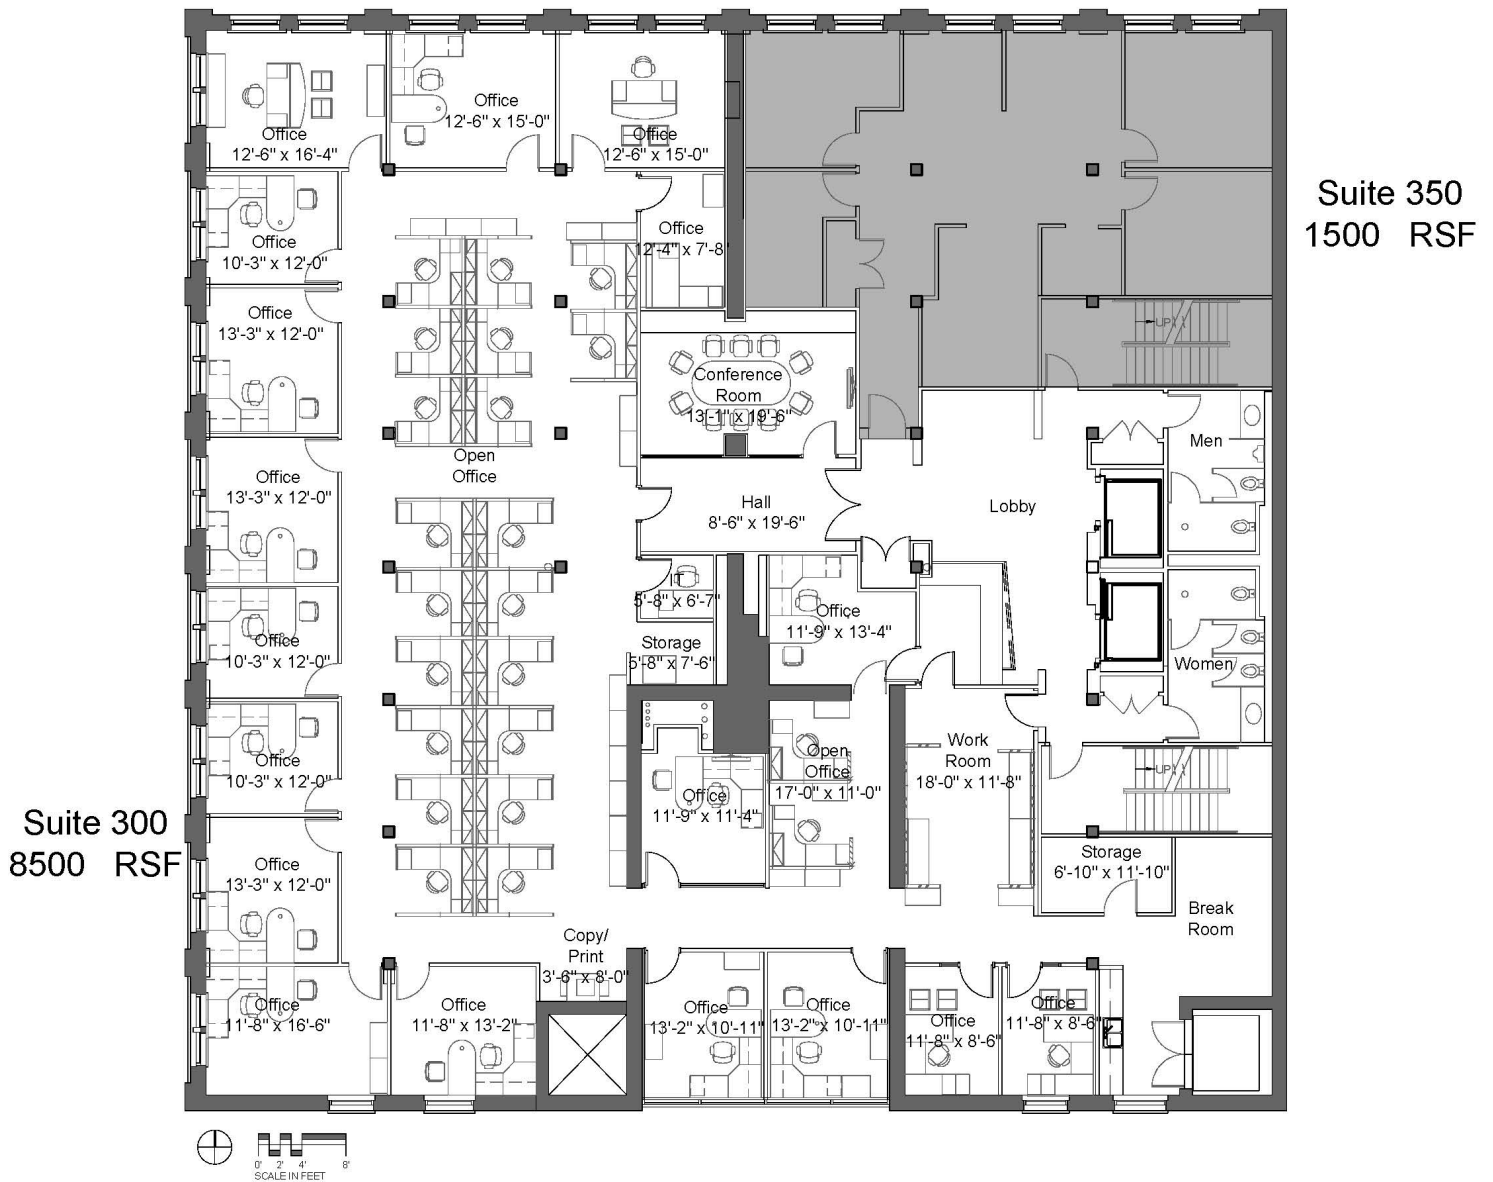 Office
12'-6" x 16'-4"
Office
12'-6" x 15'-0"
Office
12'-6" x 15'-0"
Suite 350
1500 RSF
Office
10'-3" x 12'-0"
Office
12'-4" x 7'-8"
Office
13'-3" x 12'-0"
UP
Conference
Room
13'-1" x 19'-6"
Men
Open
Office
Office
13'-3" x 12'-0"
Hall
8'-6" x 19'-6"
Lobby
IT
5'-8" x 6'-7"
Office
11'-9" x 13'-4"
Office
10'-3" x 12'-0"
Storage
5'-8" x 7'-6"
Women
Office
10'-3" x 12'-0"
Open
Office
17'-0" x 11'-0"
Work
Room
18'-0" x 11'-8"
UP
Office
11'-9" x 11'-4"
Suite 300
8500 RSF
Office
13'-3" x 12'-0"
Storage
6'-10" x 11'-10"
Break
Room
Copy/
Print
3'-6" x 8'-0"
Office
11'-8" x 16'-6"
Office
11'-8" x 13'-2"
Office
13'-2" x 10'-11"
Office
13'-2" x 10'-11"
Office
11'-8" x 8'-6"
Office
11'-8" x 8'-6"
0' 2' 4' 8'
SCALE IN FEET